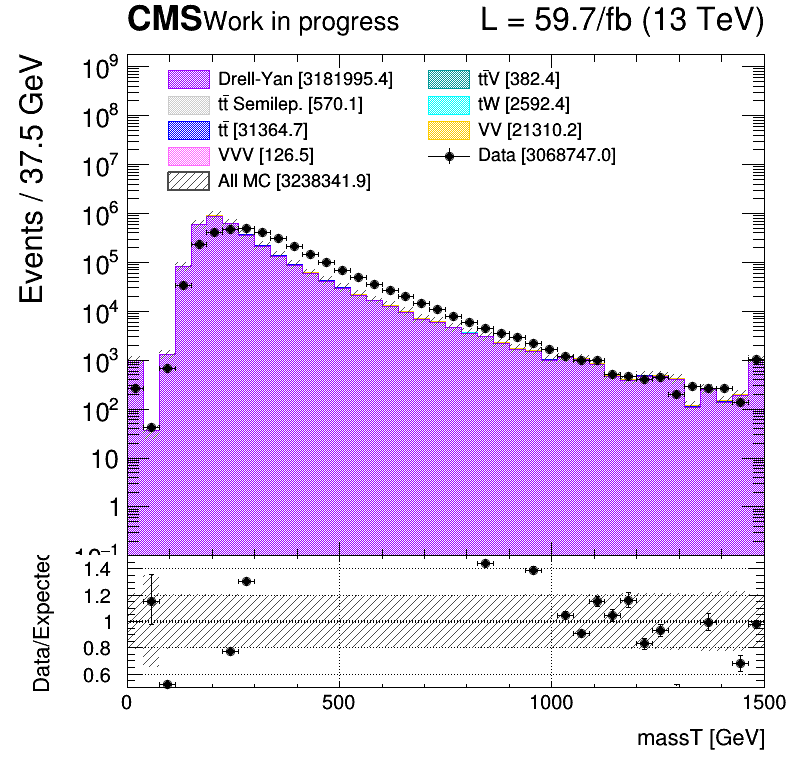 CMS Work in progress L = 59.7/fb (13 TeV)
Events / 37.5 GeV
10⁹
10⁸
10⁷
10⁶
10⁵
10⁴
10³
10²
10
1
10⁻¹
Drell-Yan [3181995.4]
tt̄ Semilep. [570.1]
tt̄ [31364.7]
VVV [126.5]
All MC [3238341.9]
tt̄V [382.4]
tW [2592.4]
VV [21310.2]
Data [3068747.0]
Data/Expected
1.4
1.2
1
0.8
0.6
0 500 1000 1500
massT [GeV]